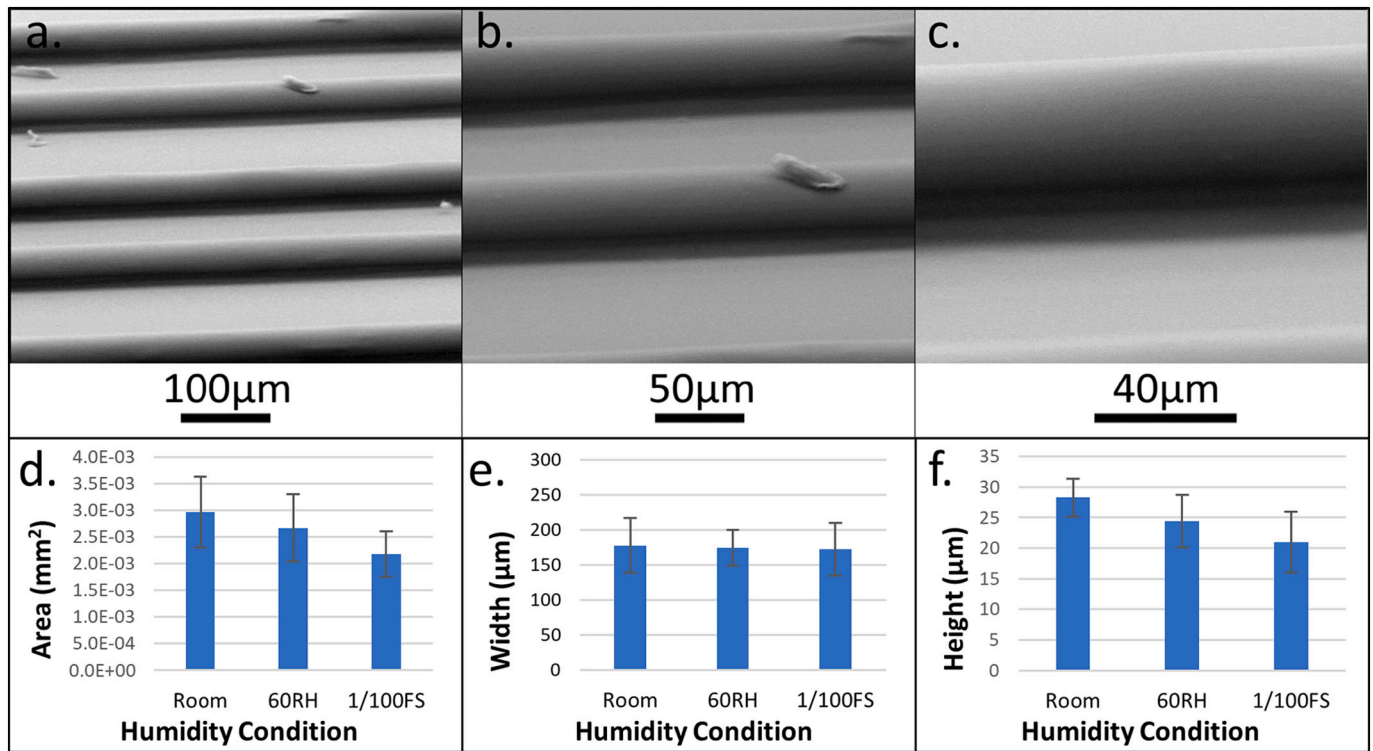 a.
b.
c.
100µm
50µm
40µm
d.
Area (mm²)
4.0E-03
3.5E-03
3.0E-03
2.5E-03
2.0E-03
1.5E-03
1.0E-03
5.0E-04
0.0E+00
Room 60RH 1/100FS
Humidity Condition
e.
Width (µm)
300
250
200
150
100
50
0
Room 60RH 1/100FS
Humidity Condition
f.
Height (µm)
35
30
25
20
15
10
5
0
Room 60RH 1/100FS
Humidity Condition